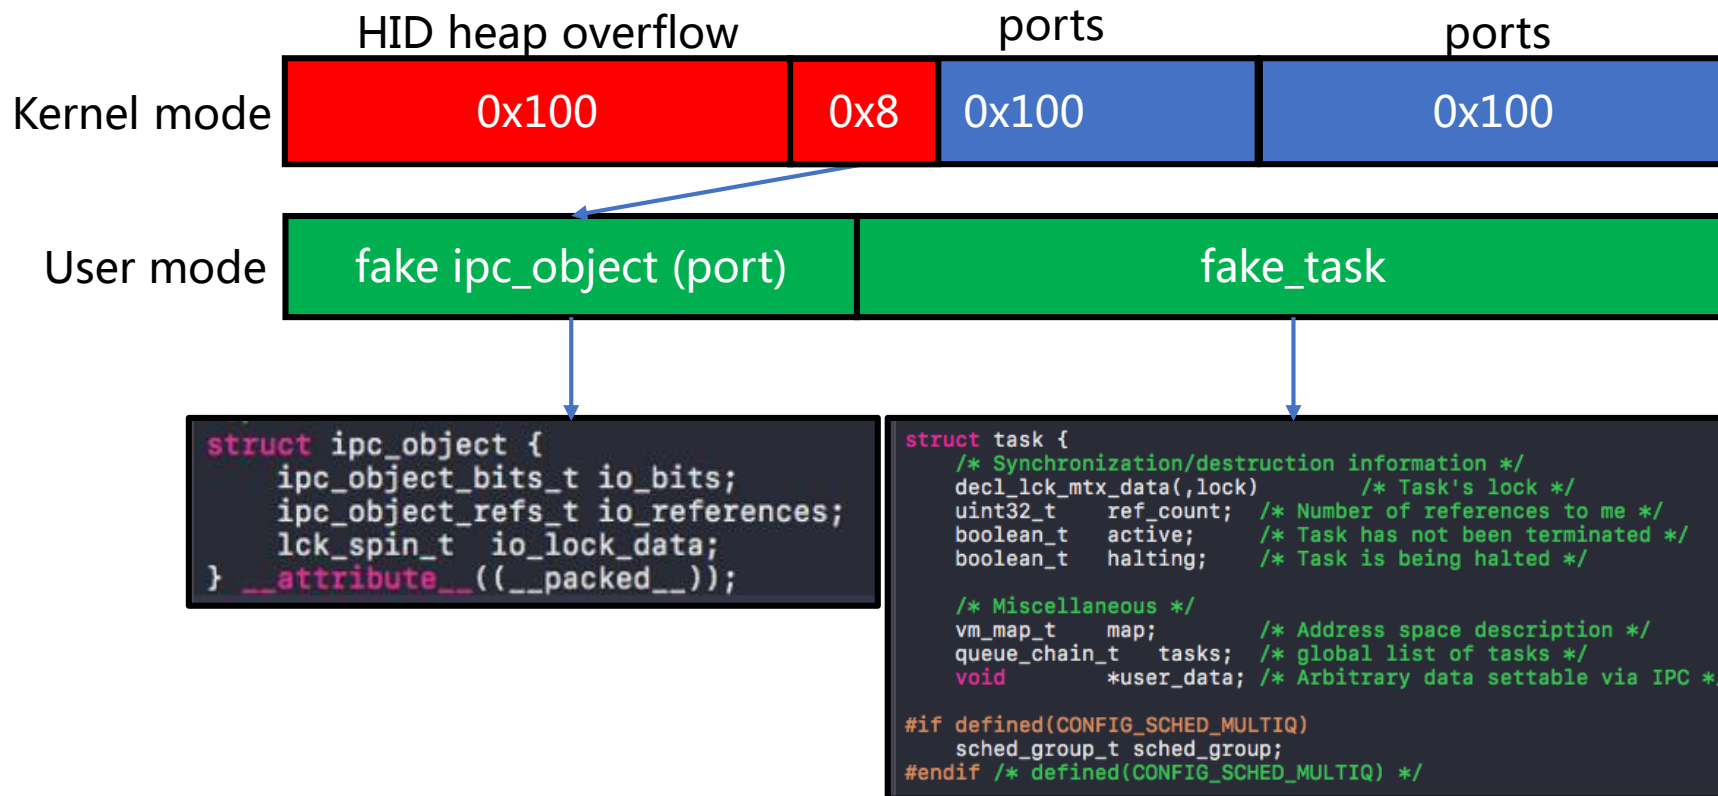 HID heap overflow ports ports
Kernel mode 0x100 0x8 0x100 0x100
User mode fake ipc_object (port) fake_task
struct ipc_object {
ipc_object_bits_t io_bits;
ipc_object_refs_t io_references;
lck_spin_t io_lock_data;
} __attribute__((__packed__));
struct task {
/* Synchronization/destruction information */
decl_lck_mtx_data(,lock) /* Task's lock */
uint32_t ref_count; /* Number of references to me */
boolean_t active; /* Task has not been terminated */
boolean_t halting; /* Task is being halted */
/* Miscellaneous */
vm_map_t map; /* Address space description */
queue_chain_t tasks; /* global list of tasks */
void *user_data; /* Arbitrary data settable via IPC */
#if defined(CONFIG_SCHED_MULTIQ)
sched_group_t sched_group;
#endif /* defined(CONFIG_SCHED_MULTIQ) */